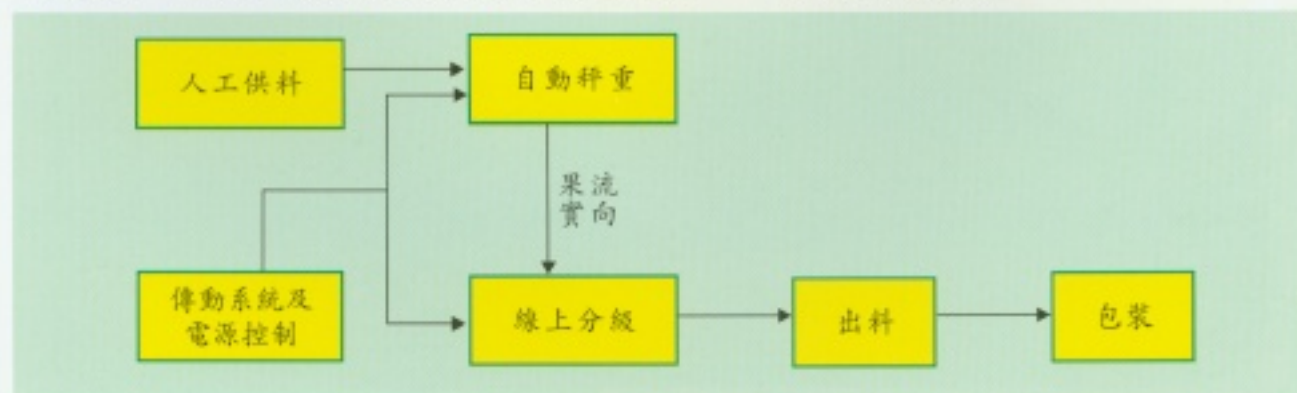 人工供料
自動秤重
果流
實向
傳動系統及
電源控制
線上分級
出料
包裝